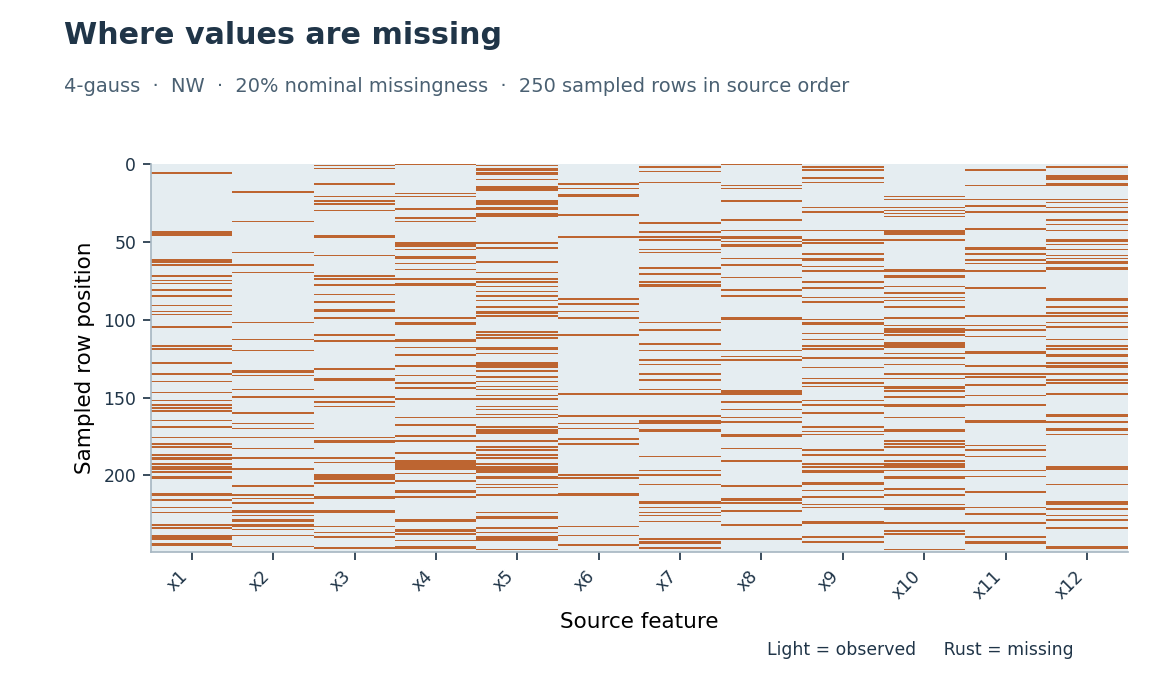 Where values are missing
4-gauss · NW · 20% nominal missingness · 250 sampled rows in source order
0
50
100
150
200
Sampled row position
x1 x2 x3 x4 x5 x6 x7 x8 x9 x10 x11 x12
Source feature
Light = observed Rust = missing